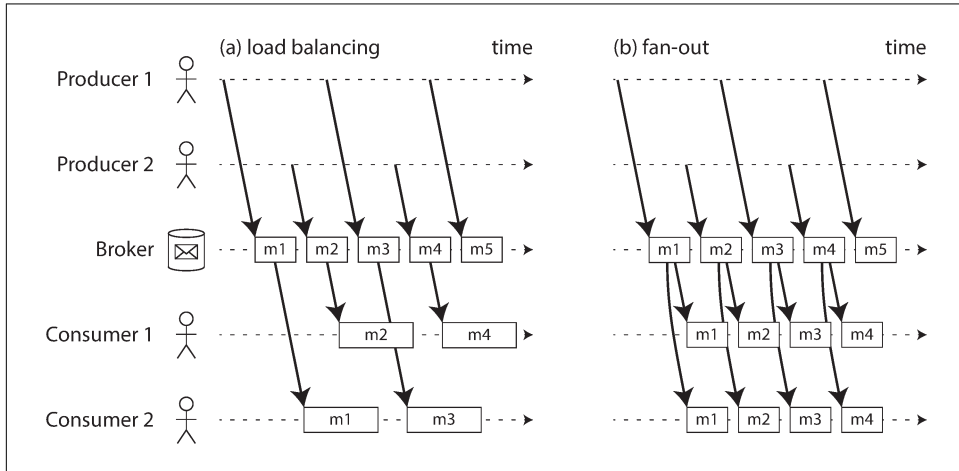 (a) load balancing time (b) fan-out time
Producer 1
Producer 2
Broker m1 m2 m3 m4 m5 m1 m2 m3 m4 m5
Consumer 1 m2 m4 m1 m2 m3 m4
Consumer 2 m1 m3 m1 m2 m3 m4